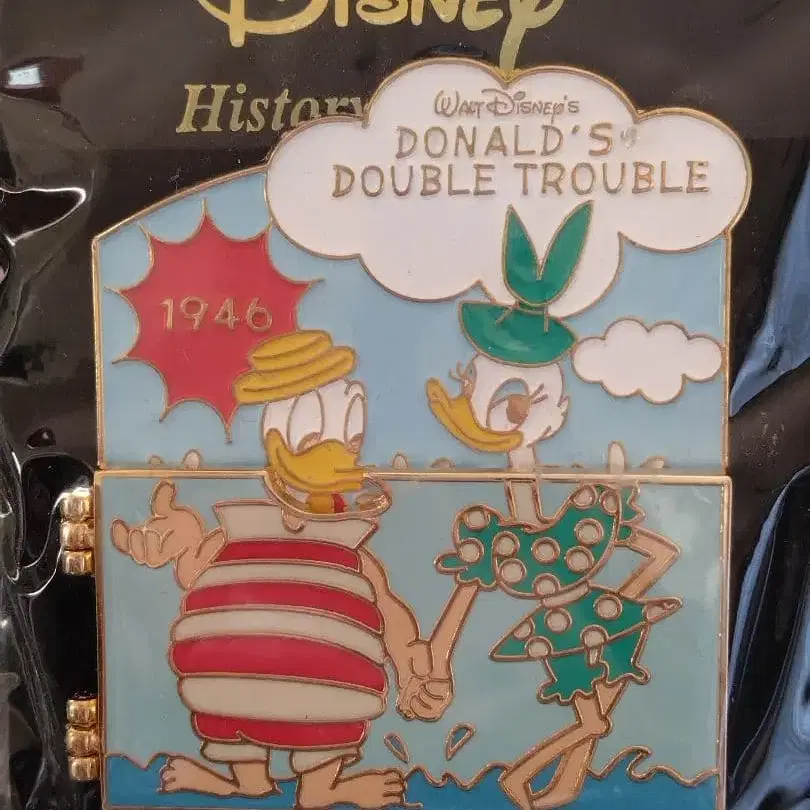 DISNEY
History
WALT DISNEY'S
DONALD'S
DOUBLE TROUBLE
1946